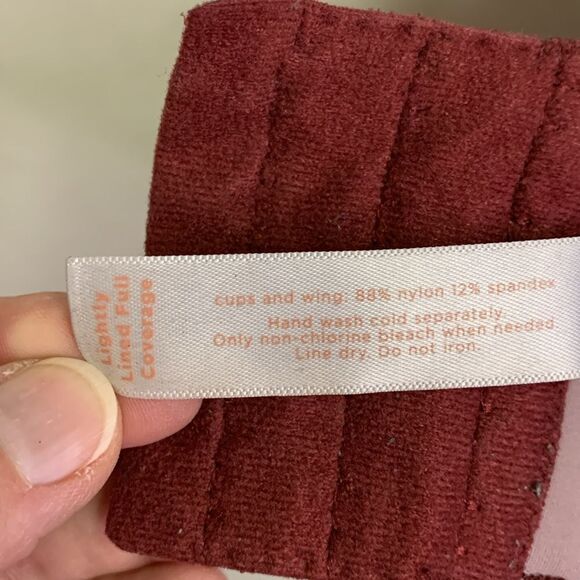 Lightly
Lined Full
Coverage
cups and wing: 88% nylon 12% spandex
Hand wash cold separately.
Only non-chlorine bleach when needed
Line dry. Do not iron.